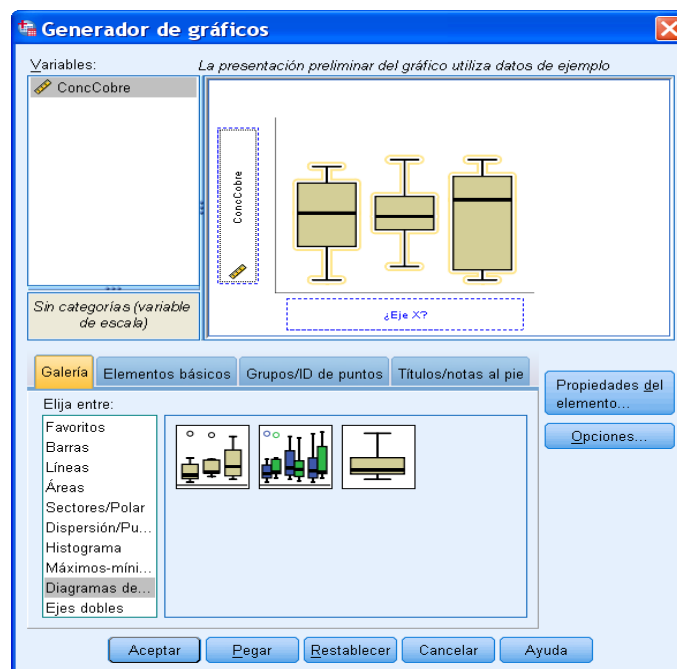 Generador de gráficos
Variables:
La presentación preliminar del gráfico utiliza datos de ejemplo
ConcCobre
ConcCobre
Sin categorías (variable
de escala)
¿Eje X?
Galería
Elementos básicos
Grupos/ID de puntos
Títulos/notas al pie
Propiedades del
elemento...
Opciones...
Elija entre:
Favoritos
Barras
Líneas
Áreas
Sectores/Polar
Dispersión/Pu...
Histograma
Máximos-míni...
Diagramas de...
Ejes dobles
Aceptar
Pegar
Restablecer
Cancelar
Ayuda